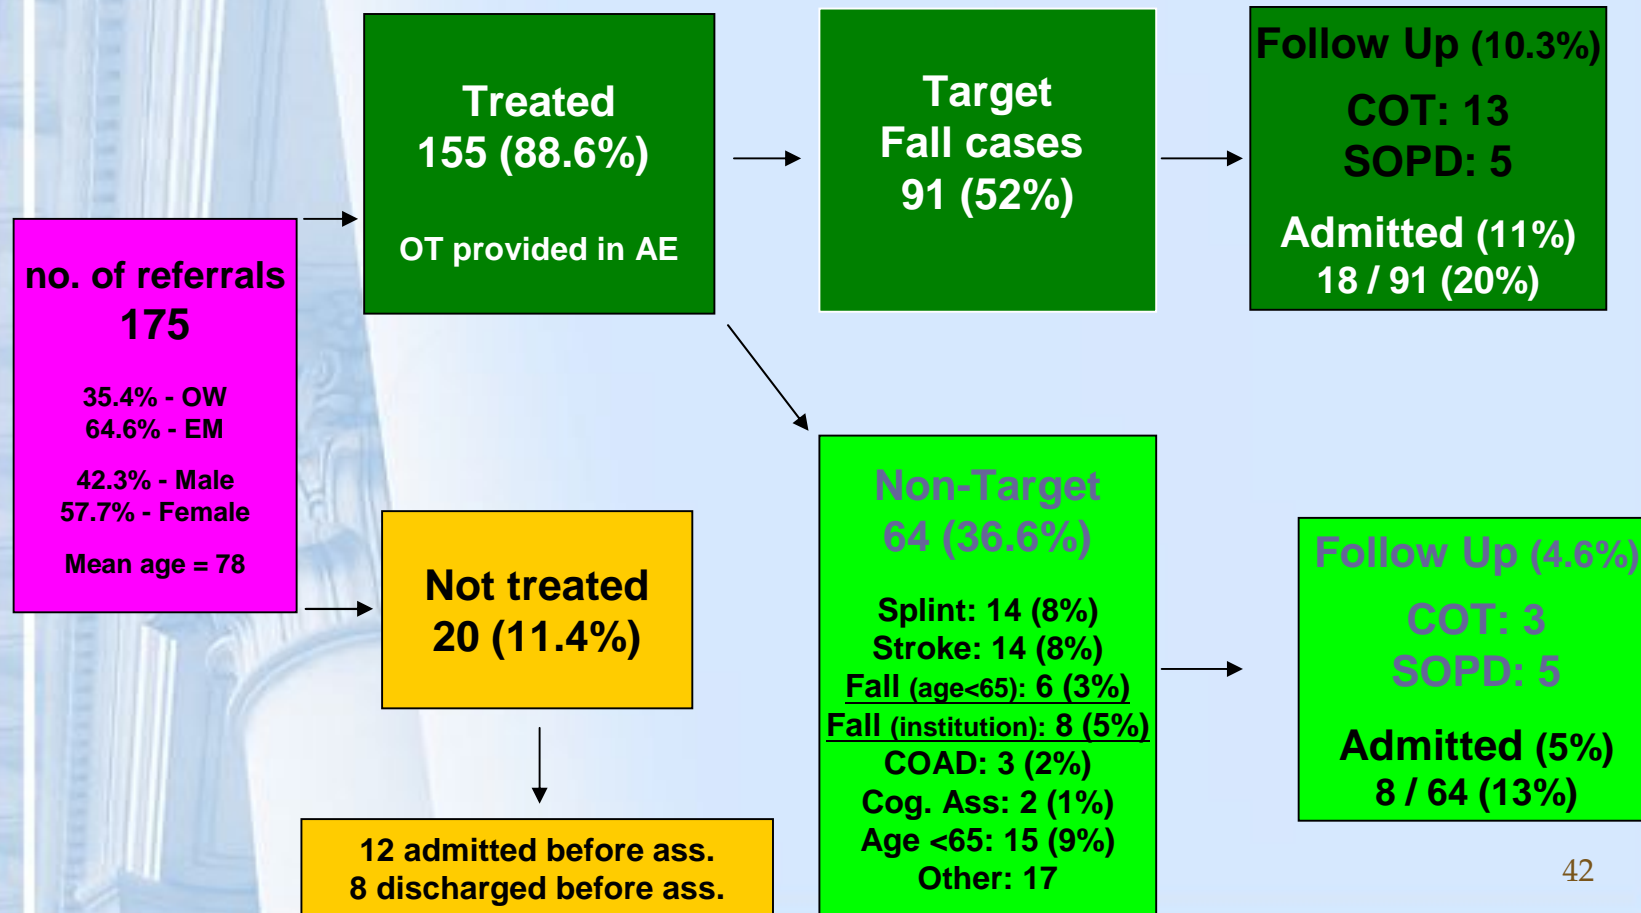 no. of referrals
175
35.4% - OW
64.6% - EM
42.3% - Male
57.7% - Female
Mean age = 78
Treated
155 (88.6%)
OT provided in AE
Target
Fall cases
91 (52%)
Follow Up (10.3%)
COT: 13
SOPD: 5
Admitted (11%)
18 / 91 (20%)
Not treated
20 (11.4%)
12 admitted before ass.
8 discharged before ass.
Non-Target
64 (36.6%)
Splint: 14 (8%)
Stroke: 14 (8%)
Fall (age<65): 6 (3%)
Fall (institution): 8 (5%)
COAD: 3 (2%)
Cog. Ass: 2 (1%)
Age <65: 15 (9%)
Other: 17
Follow Up (4.6%)
COT: 3
SOPD: 5
Admitted (5%)
8 / 64 (13%)
42